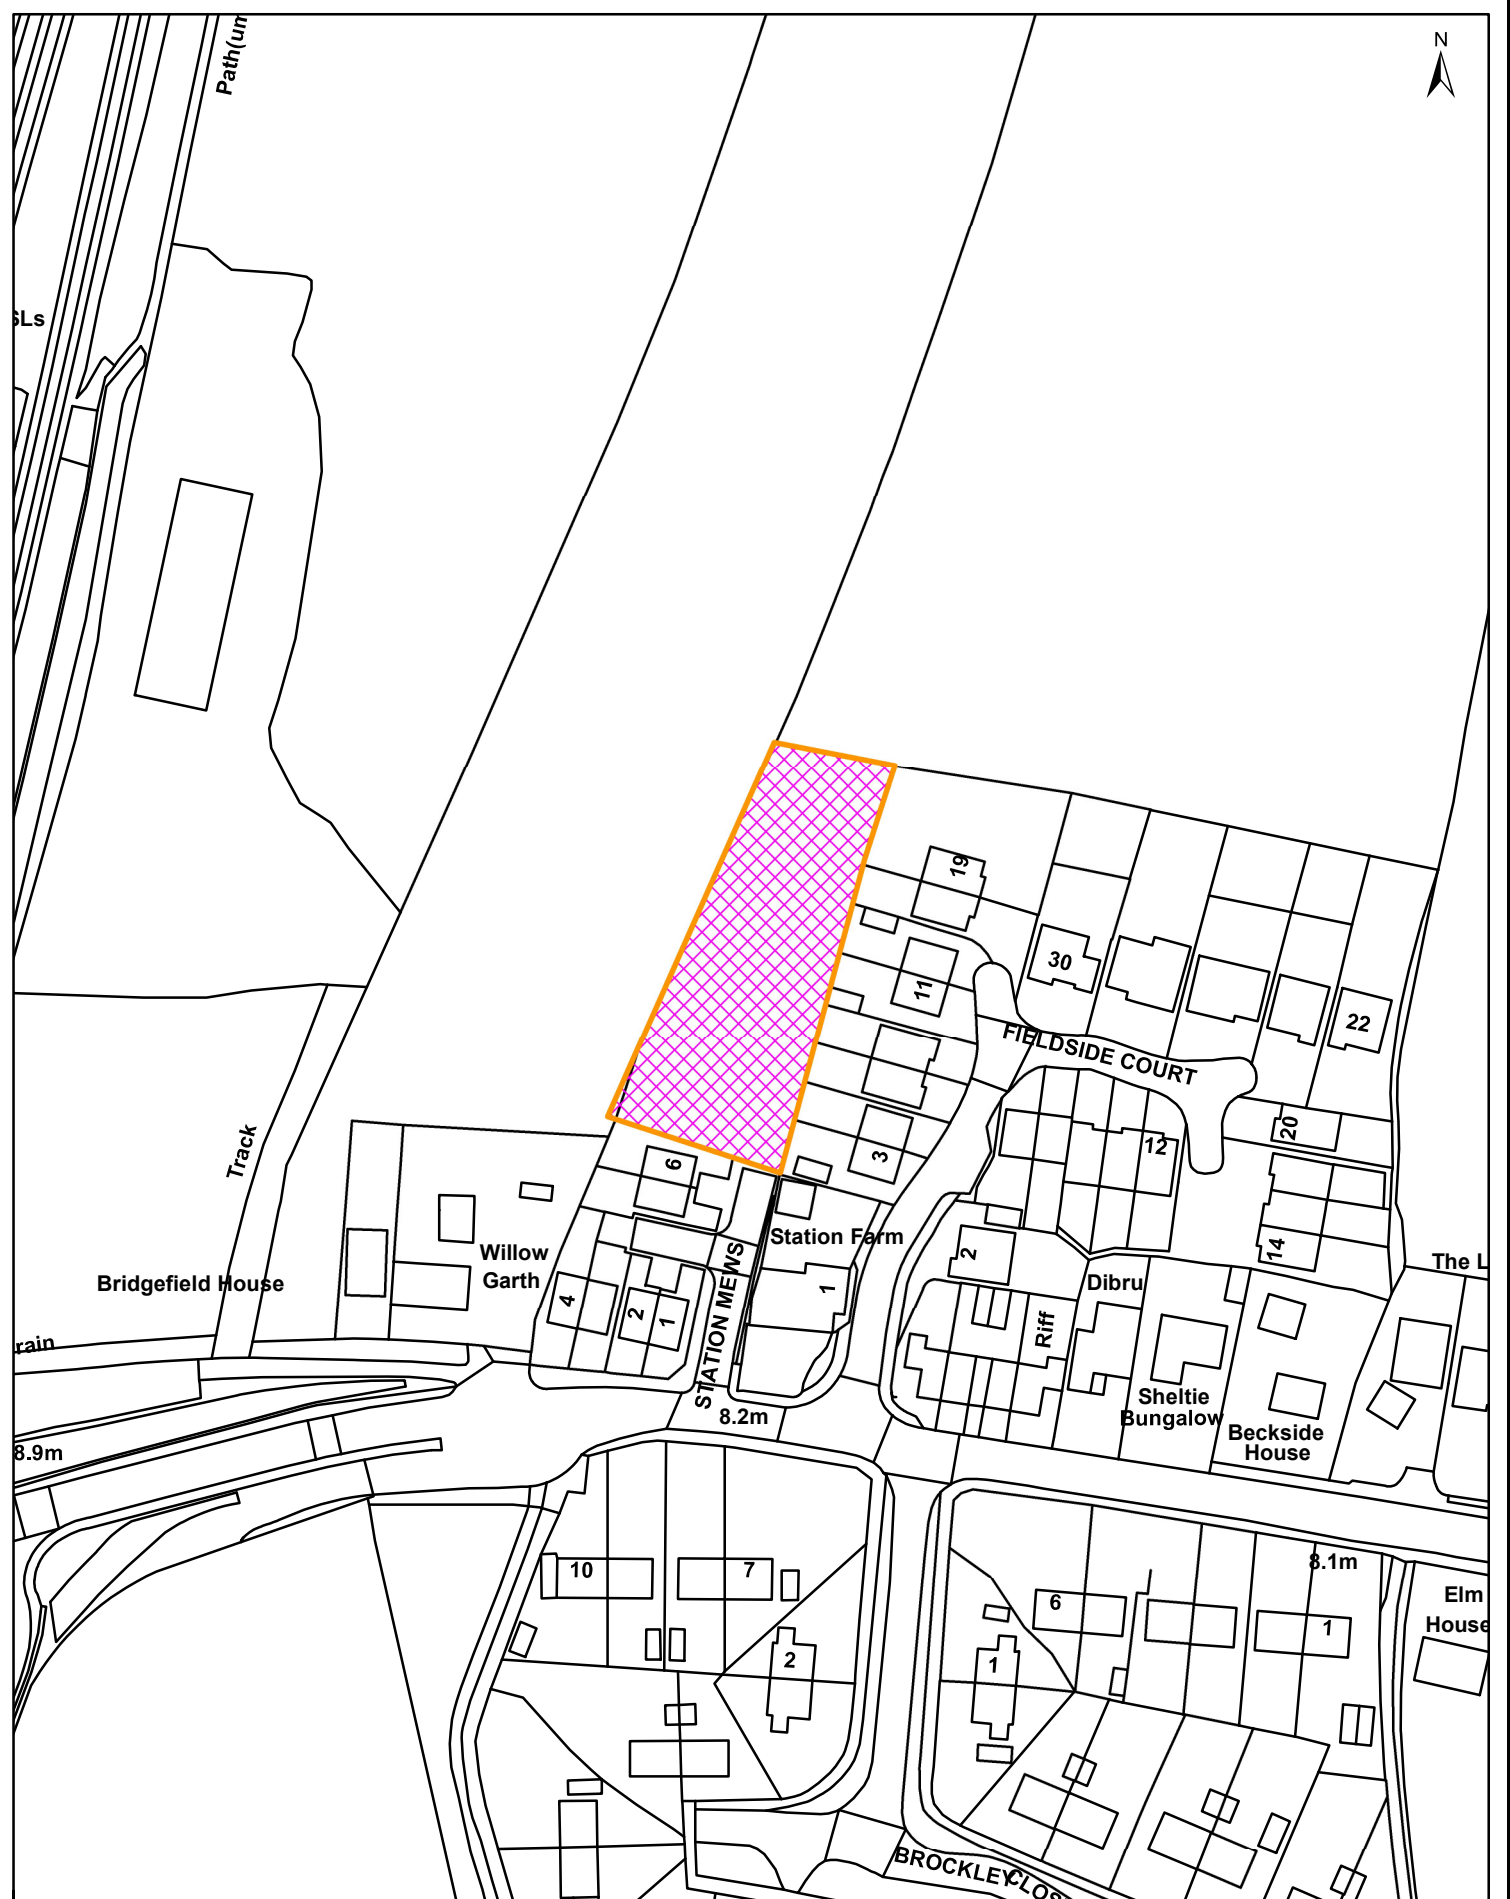 Path(um
N
SLs
19
30
11
22
FIELDSIDE COURT
Track
20
12
3
6
Station Farm
Willow
Garth
Bridgefield House
STATION MEWS
2
14
The L
Dibru
4
2
1
1
Riff
rain
Sheltie
Bungalow
Beckside
House
8.2m
8.9m
8.1m
10
7
6
1
Elm
House
2
1
BROCKLEY CLOS